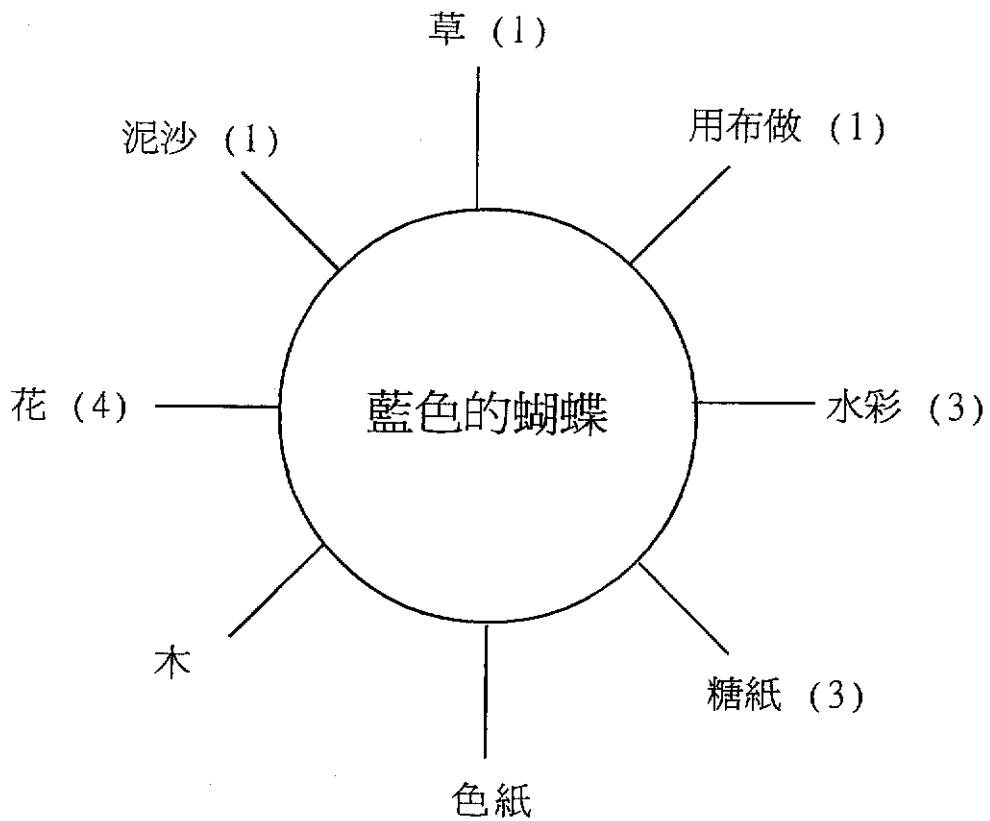 草 (1)
泥沙 (1)
用布做 (1)
花 (4)
藍色的蝴蝶
水彩 (3)
木
糖紙 (3)
色紙